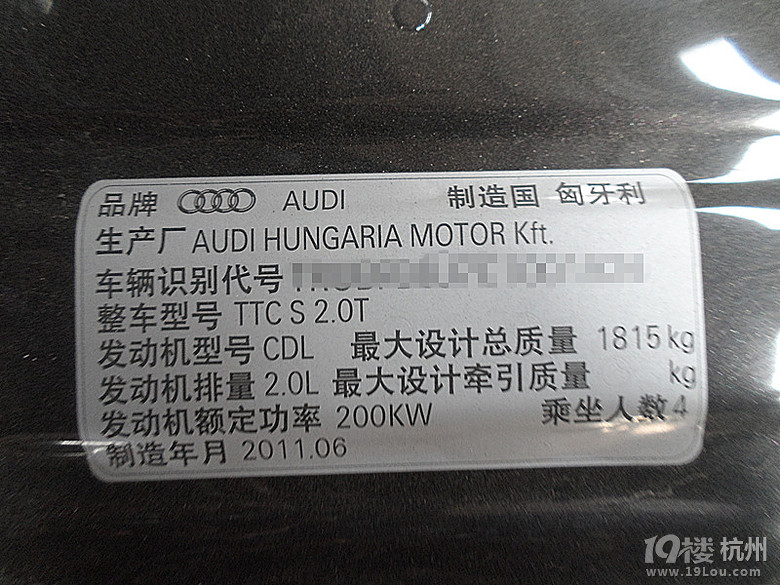 品牌 AUDI 制造国 匈牙利
生产厂 AUDI HUNGARIA MOTOR Kft.
车辆识别代号
整车型号 TTC S 2.0T
发动机型号 CDL 最大设计总质量 1815 kg
发动机排量 2.0L 最大设计牵引质量 kg
发动机额定功率 200KW 乘坐人数 4
制造年月 2011.06
19楼 杭州
www.19Lou.com